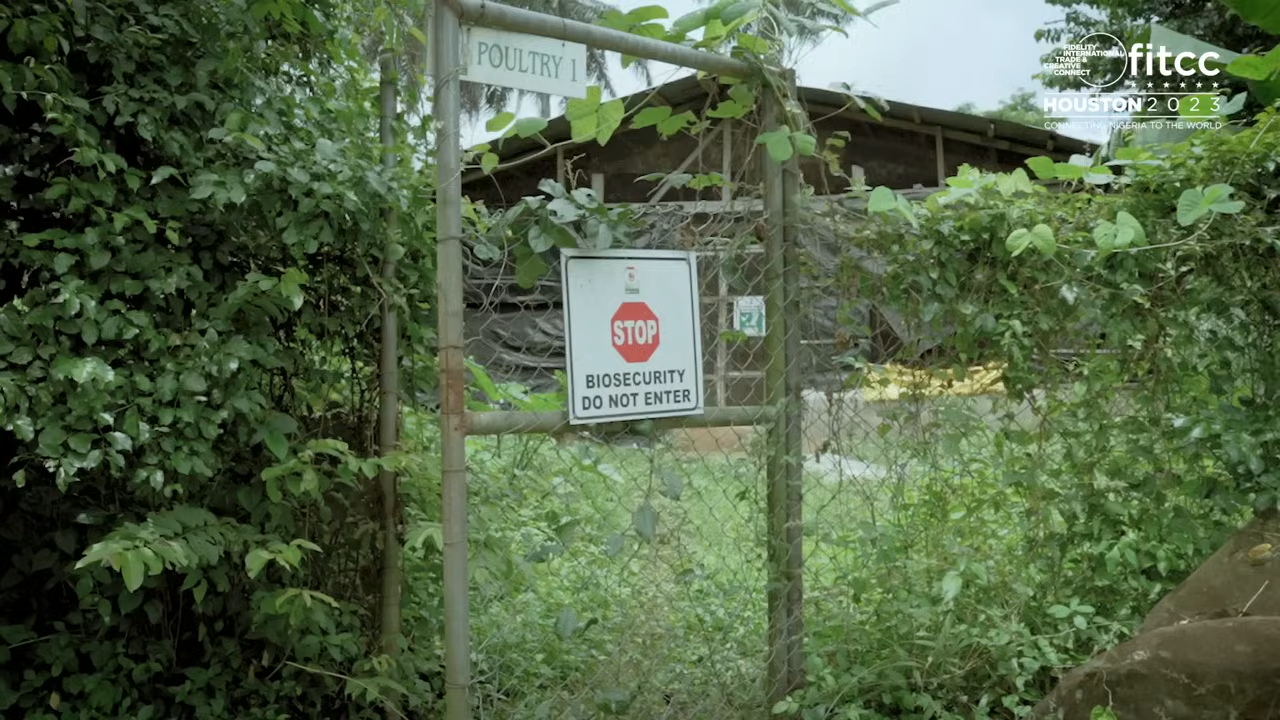 POULTRY 1
FIDELITY
INTERNATIONAL
TRADE &
CREATIVE
CONNECT
fitcc
HOUSTON 2023
CONNECTING NIGERIA TO THE WORLD
STOP
BIOSECURITY
DO NOT ENTER